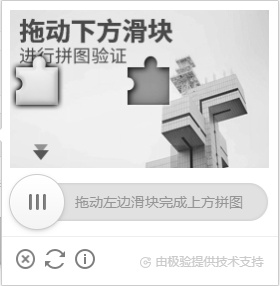 拖动下方滑块
进行拼图验证
拖动左边滑块完成上方拼图
由极验提供技术支持